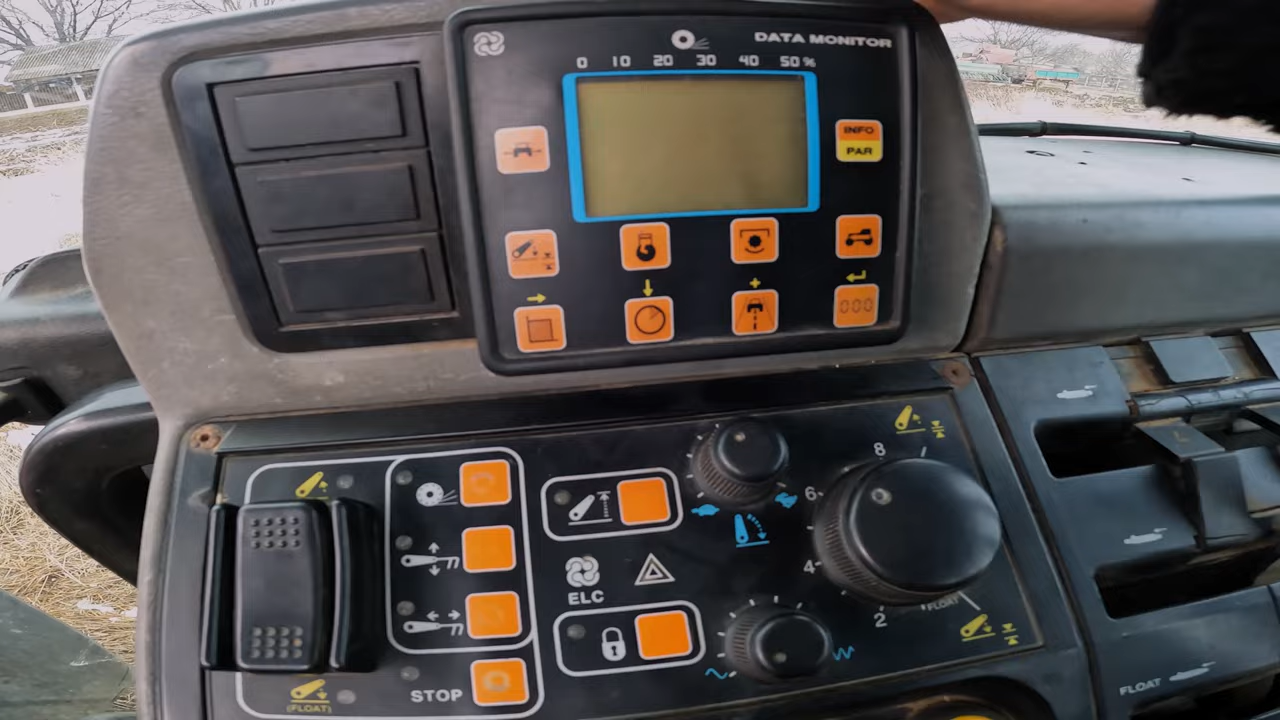 DATA MONITOR
0 10 20 30 40 50 %
INFO
PAR
000
8
6
4
2
FLOAT
ELC
STOP
(FLOAT)
FLOAT